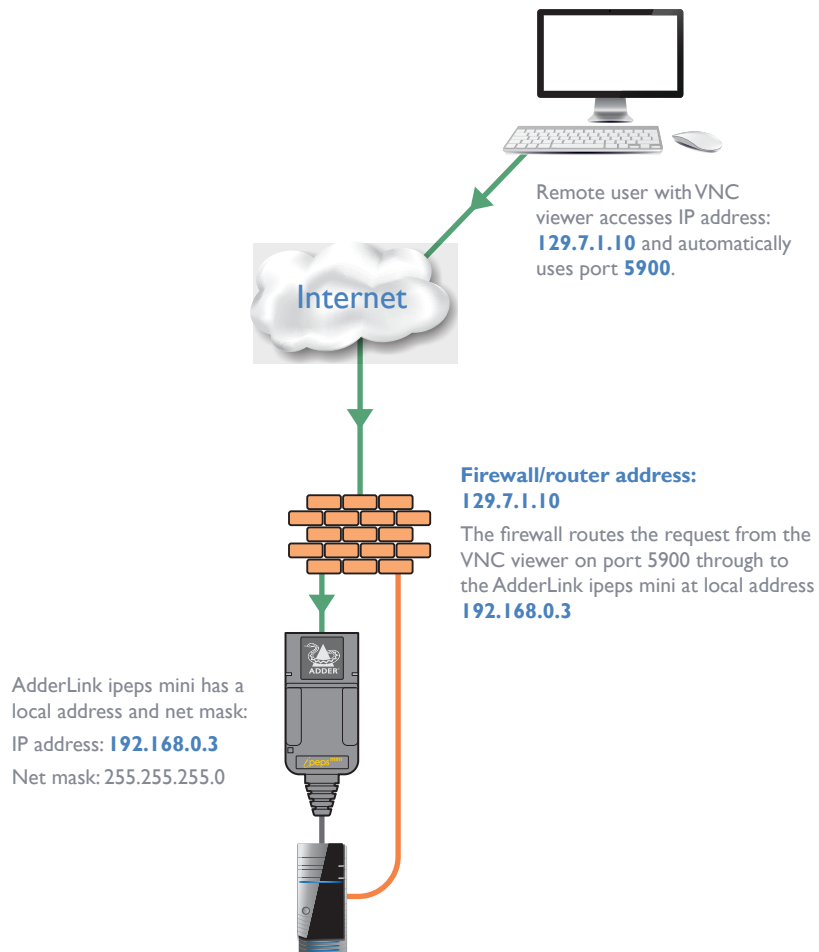 Remote user with VNC
viewer accesses IP address:
129.7.1.10 and automatically
uses port 5900.
Internet
Firewall/router address:
129.7.1.10
The firewall routes the request from the
VNC viewer on port 5900 through to
the AdderLink ipeps mini at local address
192.168.0.3
ADDER
AdderLink ipeps mini has a
local address and net mask:
IP address: 192.168.0.3
Net mask: 255.255.255.0
ipeps mini